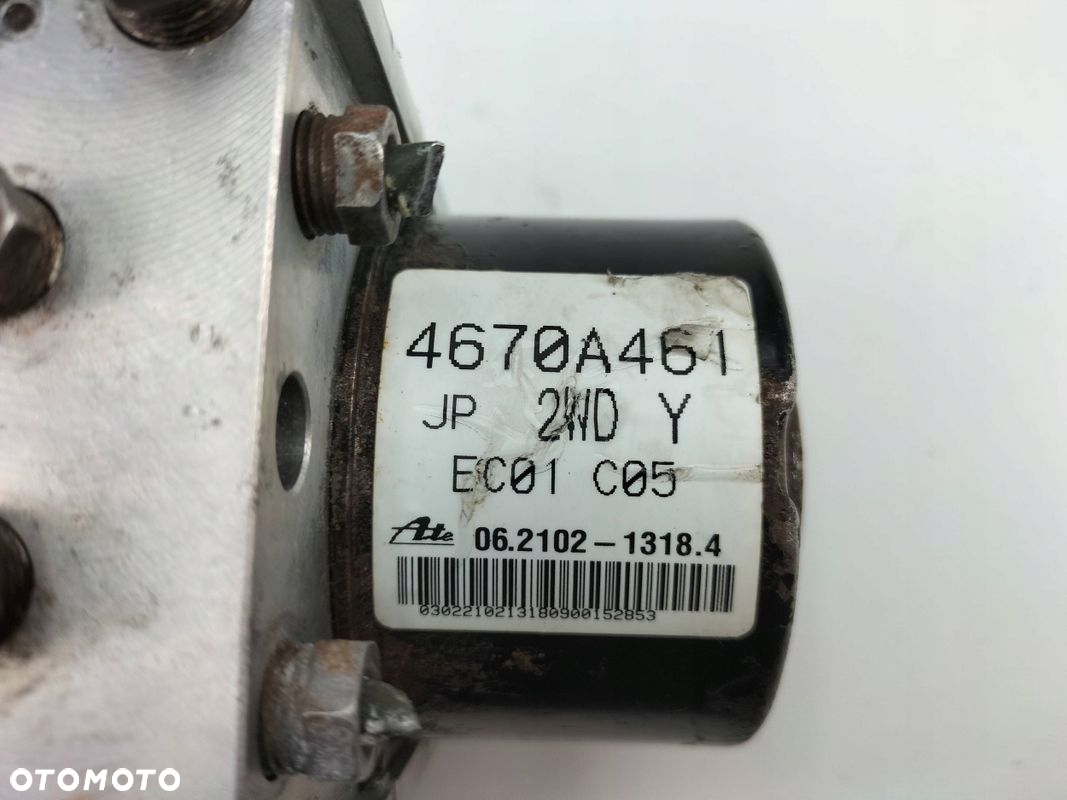 4670A461
JP 2WD Y
EC01 C05
Ate 06.2102-1318.4
0302210213180900152853
OTOMOTO